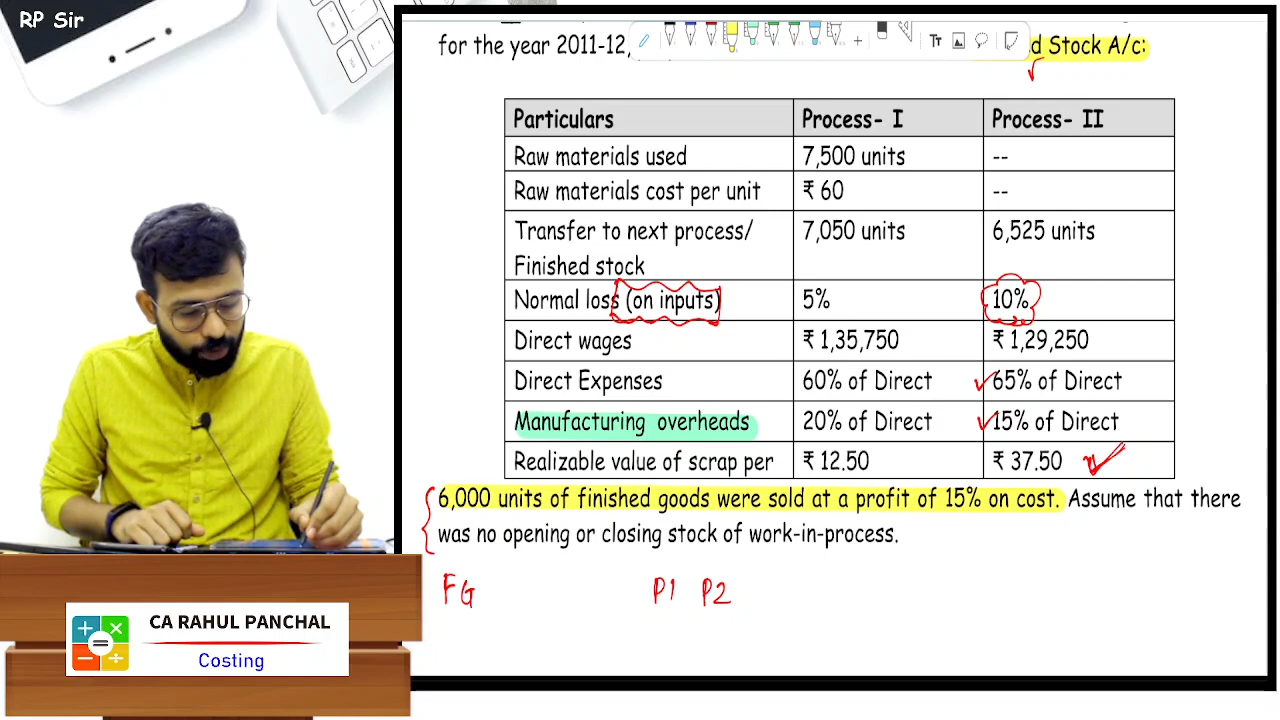 RP Sir
for the year 2011-12,
d Stock A/c:
Tт
Particulars Process- I Process- II
Raw materials used 7,500 units --
Raw materials cost per unit ₹ 60 --
Transfer to next process/ 7,050 units 6,525 units
Finished stock
Normal loss (on inputs) 5% 10%
Direct wages ₹ 1,35,750 ₹ 1,29,250
Direct Expenses 60% of Direct 65% of Direct
Manufacturing overheads 20% of Direct 15% of Direct
Realizable value of scrap per ₹ 12.50 ₹ 37.50
6,000 units of finished goods were sold at a profit of 15% on cost. Assume that there
was no opening or closing stock of work-in-process.
FG P1 P2
CA RAHUL PANCHAL
Costing